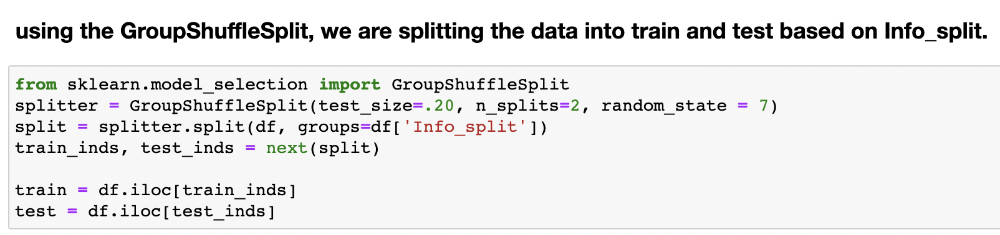 using the GroupShuffleSplit, we are splitting the data into train and test based on Info_split.
from sklearn.model_selection import GroupShuffleSplit
splitter = GroupShuffleSplit(test_size=.20, n_splits=2, random_state = 7)
split = splitter.split(df, groups=df['Info_split'])
train_inds, test_inds = next(split)
train = df.iloc[train_inds]
test = df.iloc[test_inds]